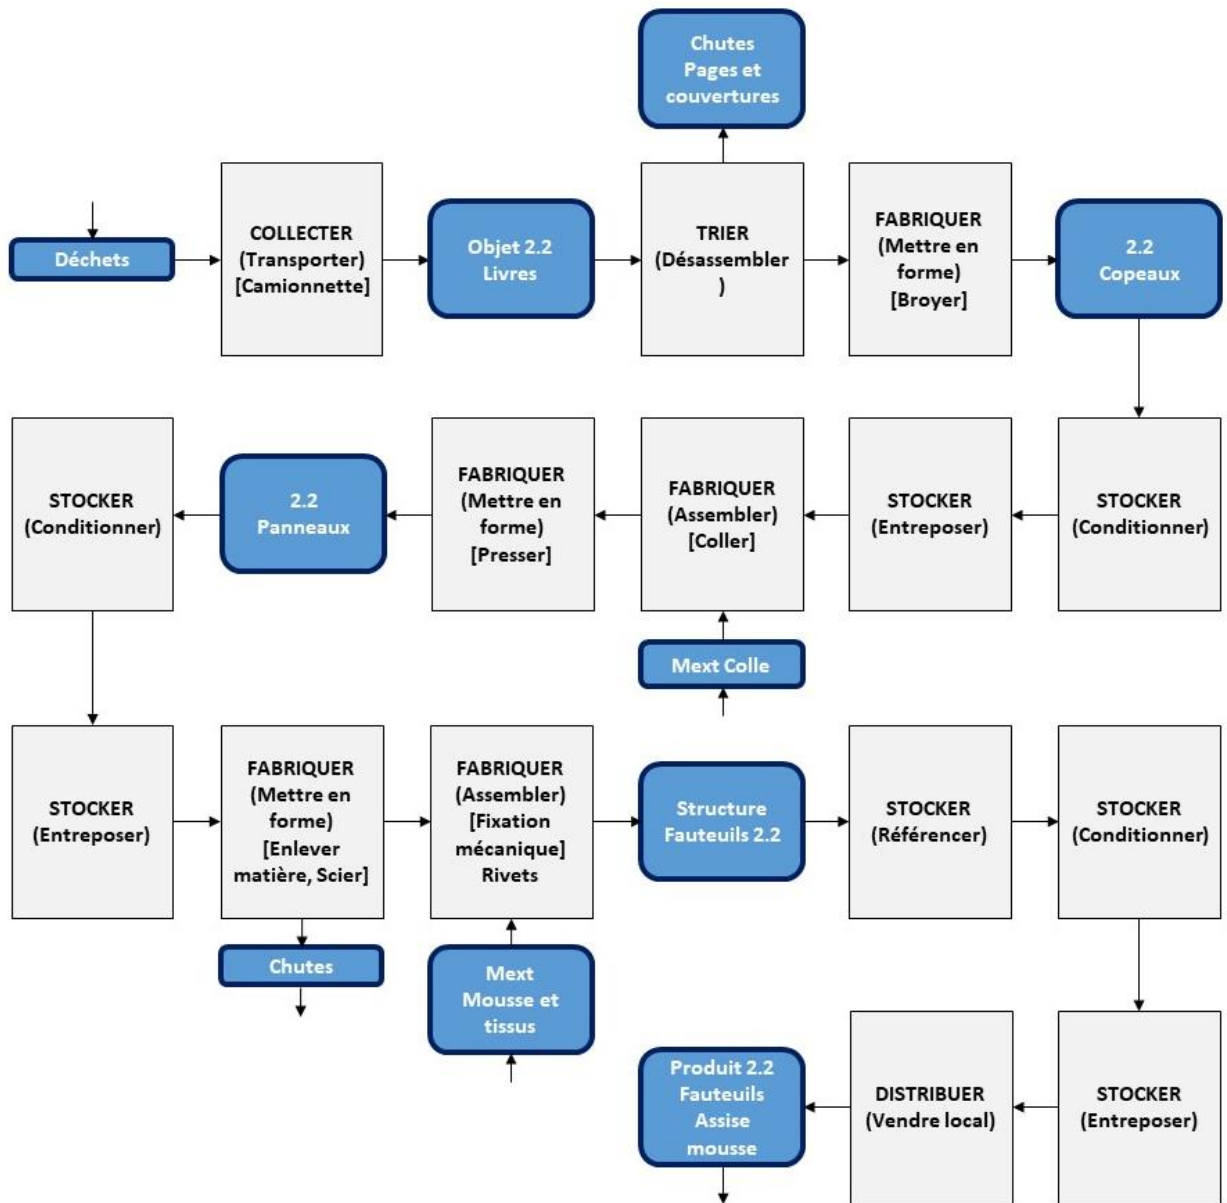 Chutes
Pages et
couvertures
Déchets
COLLECTER
(Transporter)
[Camionnette]
Objet 2.2
Livres
TRIER
(Désassembler
)
FABRIQUER
(Mettre en
forme)
[Broyer]
2.2
Copeaux
STOCKER
(Conditionner)
STOCKER
(Entreposer)
FABRIQUER
(Assembler)
[Coller]
Mext Colle
FABRIQUER
(Mettre en
forme)
[Presser]
2.2
Panneaux
STOCKER
(Conditionner)
STOCKER
(Entreposer)
FABRIQUER
(Mettre en
forme)
[Enlever
matière, Scier]
Chutes
FABRIQUER
(Assembler)
[Fixation
mécanique]
Rivets
Mext
Mousse et
tissus
Structure
Fauteuils 2.2
STOCKER
(Référencer)
STOCKER
(Conditionner)
STOCKER
(Entreposer)
DISTRIBUER
(Vendre local)
Produit 2.2
Fauteuils
Assise
mousse